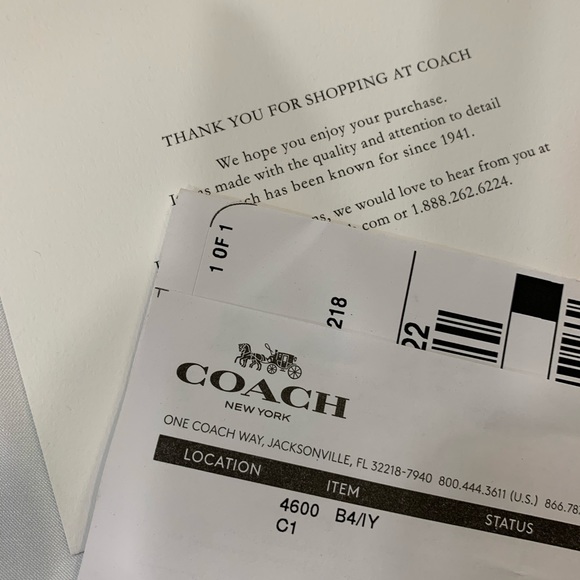 THANK YOU FOR SHOPPING AT COACH
We hope you enjoy your purchase.
made with the quality and attention to detail
has been known for since 1941.
we would love to hear from you at
com or 1.888.262.6224.
1 OF 1
218
22
COACH
NEW YORK
ONE COACH WAY, JACKSONVILLE, FL 32218-7940 800.444.3611 (U.S.)
LOCATION ITEM STATUS
4600 B4/IY
C1